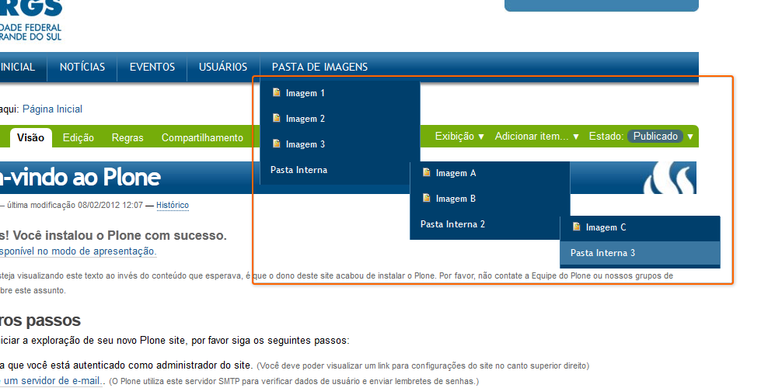 RGS
DADE FEDERAL
RANDE DO SUL
INICIAL NOTÍCIAS EVENTOS USUÁRIOS PASTA DE IMAGENS
Imagem 1
aqui: Página Inicial
Imagem 2
Visão Edição Regras Compartilhamento Exibição ▼ Adicionar item... ▼ Estado: Publicado ▼
Imagem 3
Pasta Interna
Imagem A
-vindo ao Plone
Imagem B
— última modificação 08/02/2012 12:07 — Histórico
Pasta Interna 2
Imagem C
s! Você instalou o Plone com sucesso.
sponível no modo de apresentação.
Pasta Interna 3
steja visualizando este texto ao invés do conteúdo que esperava, é que o dono deste site acabou de instalar o Plone. Por favor, não contate a Equipe do Plone ou nossos grupos de
bre este assunto.
ros passos
iciar a exploração de seu novo Plone site, por favor siga os seguintes passos:
a que você está autenticado como administrador do site. (Você deve poder visualizar um link para configurações do site no canto superior direito)
e um servidor de e-mail.. (O Plone utiliza este servidor SMTP para verificar dados de usuário e enviar lembretes de senhas.)